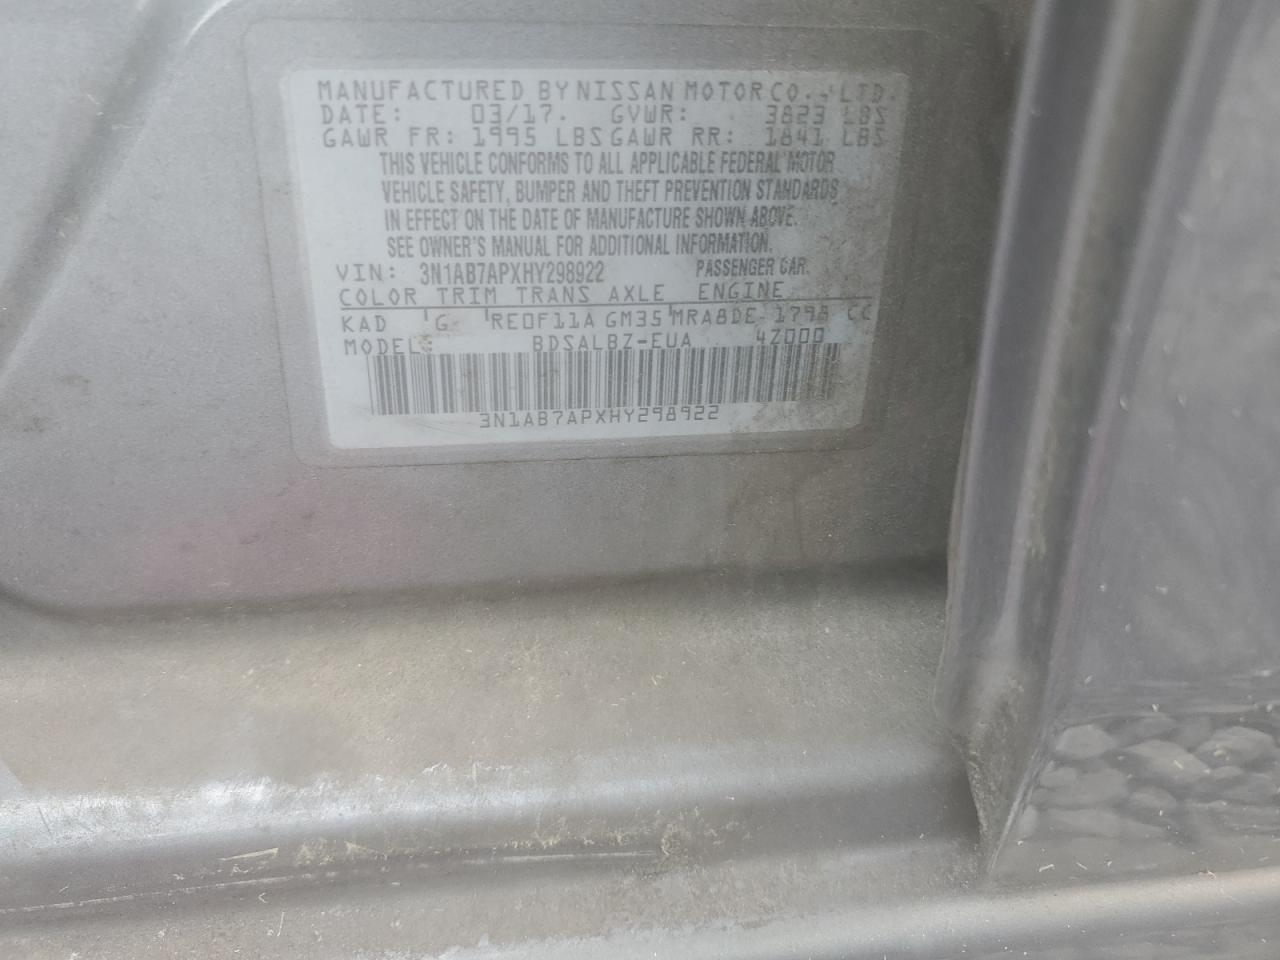 MANUFACTURED BY NISSAN MOTOR CO., LTD.
DATE: 03/17. GVWR: 3823 LBS
GAWR FR: 1995 LBS GAWR RR: 1841 LBS
THIS VEHICLE CONFORMS TO ALL APPLICABLE FEDERAL MOTOR
VEHICLE SAFETY, BUMPER AND THEFT PREVENTION STANDARDS
IN EFFECT ON THE DATE OF MANUFACTURE SHOWN ABOVE.
SEE OWNER'S MANUAL FOR ADDITIONAL INFORMATION.
VIN: 3N1AB7APXHY298922 PASSENGER CAR.
COLOR TRIM TRANS AXLE ENGINE
KAD G RE0F11A GM35 MRA8DE 1798 CC
MODEL: BDSALBZ-EUA 4Z000
3N1AB7APXHY298922